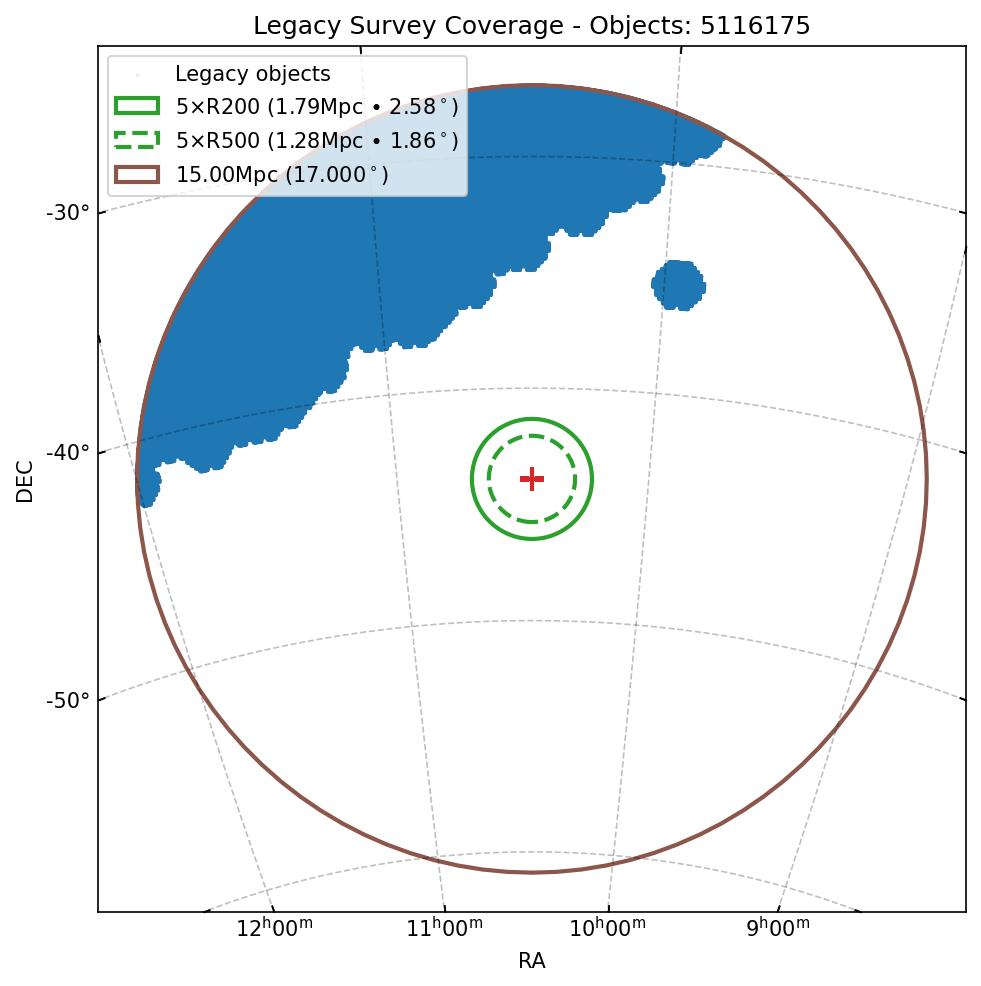 Legacy Survey Coverage - Objects: 5116175
Legacy objects
5×R200 (1.79Mpc • 2.58°)
5×R500 (1.28Mpc • 1.86°)
15.00Mpc (17.000°)
-30°
-40°
-50°
DEC
12h00m 11h00m 10h00m 9h00m
RA